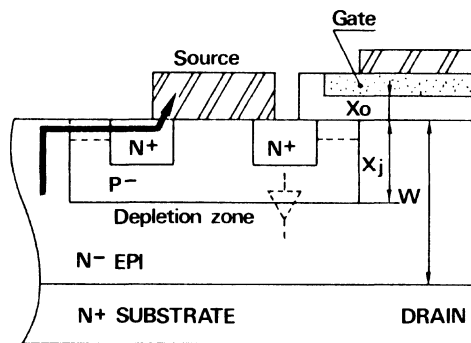 Gate
Source
Xo
N+ N+ Xj
P- W
Depletion zone
N- EPI
N+ SUBSTRATE DRAIN